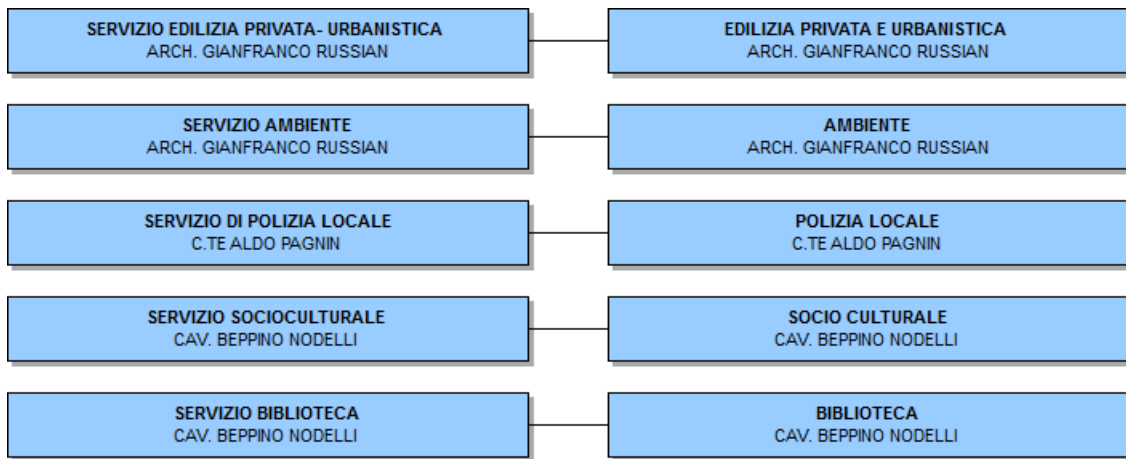 SERVIZIO EDILIZIA PRIVATA- URBANISTICA
ARCH. GIANFRANCO RUSSIAN
EDILIZIA PRIVATA E URBANISTICA
ARCH. GIANFRANCO RUSSIAN
SERVIZIO AMBIENTE
ARCH. GIANFRANCO RUSSIAN
AMBIENTE
ARCH. GIANFRANCO RUSSIAN
SERVIZIO DI POLIZIA LOCALE
C.TE ALDO PAGNIN
POLIZIA LOCALE
C.TE ALDO PAGNIN
SERVIZIO SOCIOCULTURALE
CAV. BEPPINO NODELLI
SOCIO CULTURALE
CAV. BEPPINO NODELLI
SERVIZIO BIBLIOTECA
CAV. BEPPINO NODELLI
BIBLIOTECA
CAV. BEPPINO NODELLI